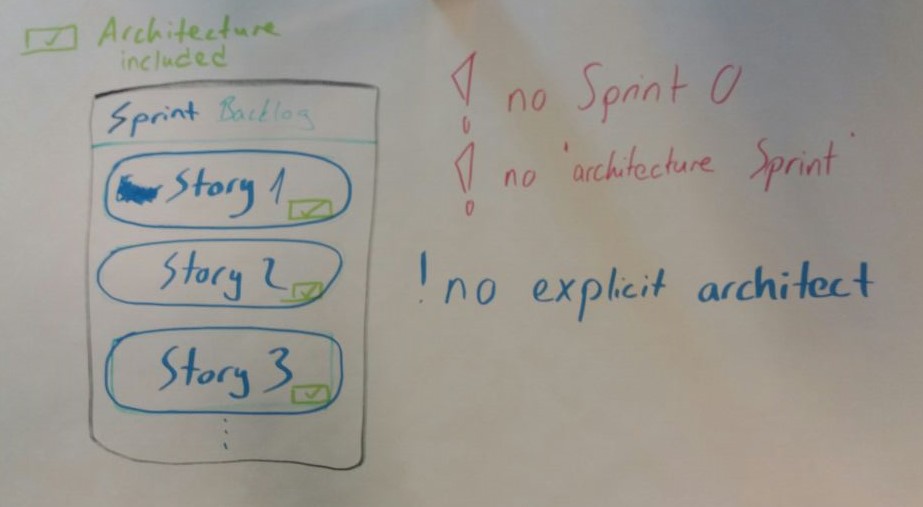 Architecture
included
Sprint Backlog
Story 1
Story 2
Story 3
⋮
! no Sprint 0
! no 'architecture Sprint'
! no explicit architect